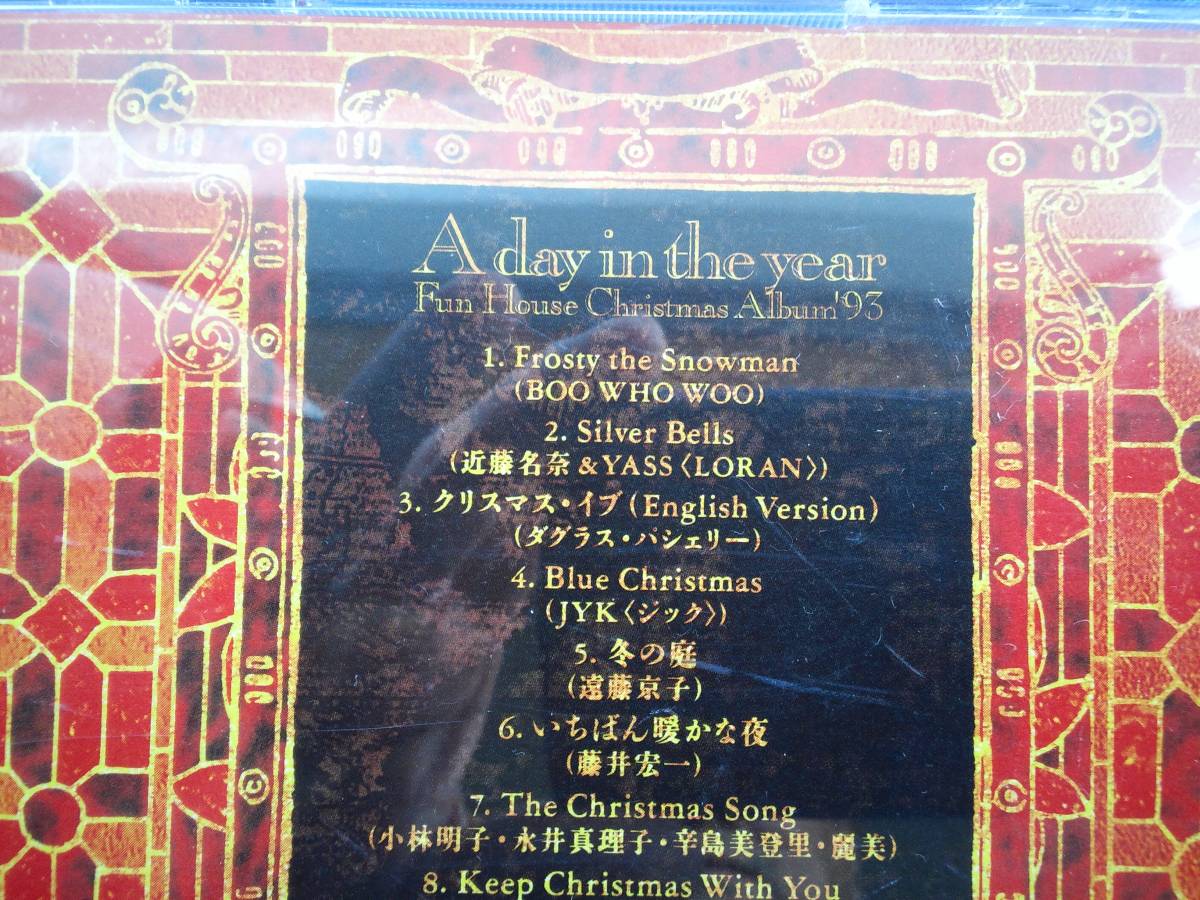 A day in the year
Fun House Christmas Album'93
1. Frosty the Snowman
(BOO WHO WOO)
2. Silver Bells
(近藤名奈&YASS〈LORAN〉)
3. クリスマス・イブ(English Version)
(ダグラス・パシェリー)
4. Blue Christmas
(JYK〈ジック〉)
5. 冬の庭
(遠藤京子)
6. いちばん暖かな夜
(藤井宏一)
7. The Christmas Song
(小林明子・永井真理子・辛島美登里・麗美)
8. Keep Christmas With You